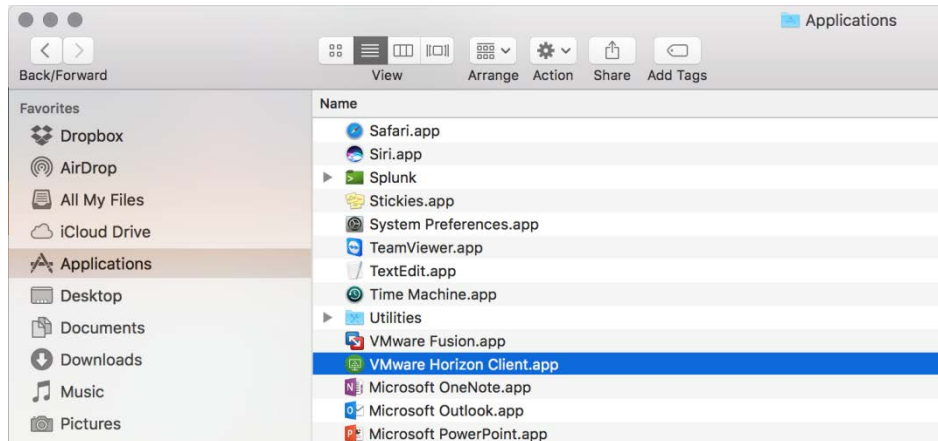 Applications
Back/Forward
View
Arrange
Action
Share
Add Tags
Favorites
Dropbox
AirDrop
All My Files
iCloud Drive
Applications
Desktop
Documents
Downloads
Music
Pictures
Name
Safari.app
Siri.app
Splunk
Stickies.app
System Preferences.app
TeamViewer.app
TextEdit.app
Time Machine.app
Utilities
VMware Fusion.app
VMware Horizon Client.app
Microsoft OneNote.app
Microsoft Outlook.app
Microsoft PowerPoint.app